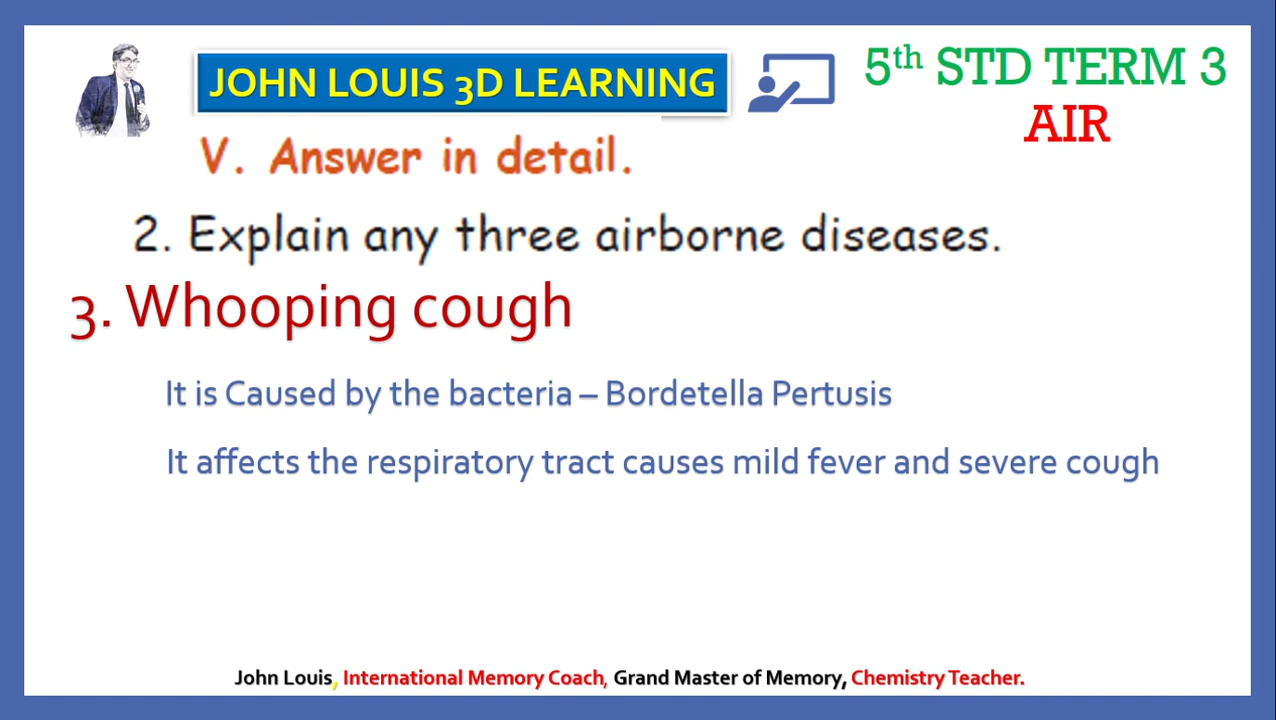 JOHN LOUIS 3D LEARNING
5th STD TERM 3
AIR
V. Answer in detail.
2. Explain any three airborne diseases.
3. Whooping cough
It is Caused by the bacteria – Bordetella Pertusis
It affects the respiratory tract causes mild fever and severe cough
John Louis, International Memory Coach, Grand Master of Memory, Chemistry Teacher.